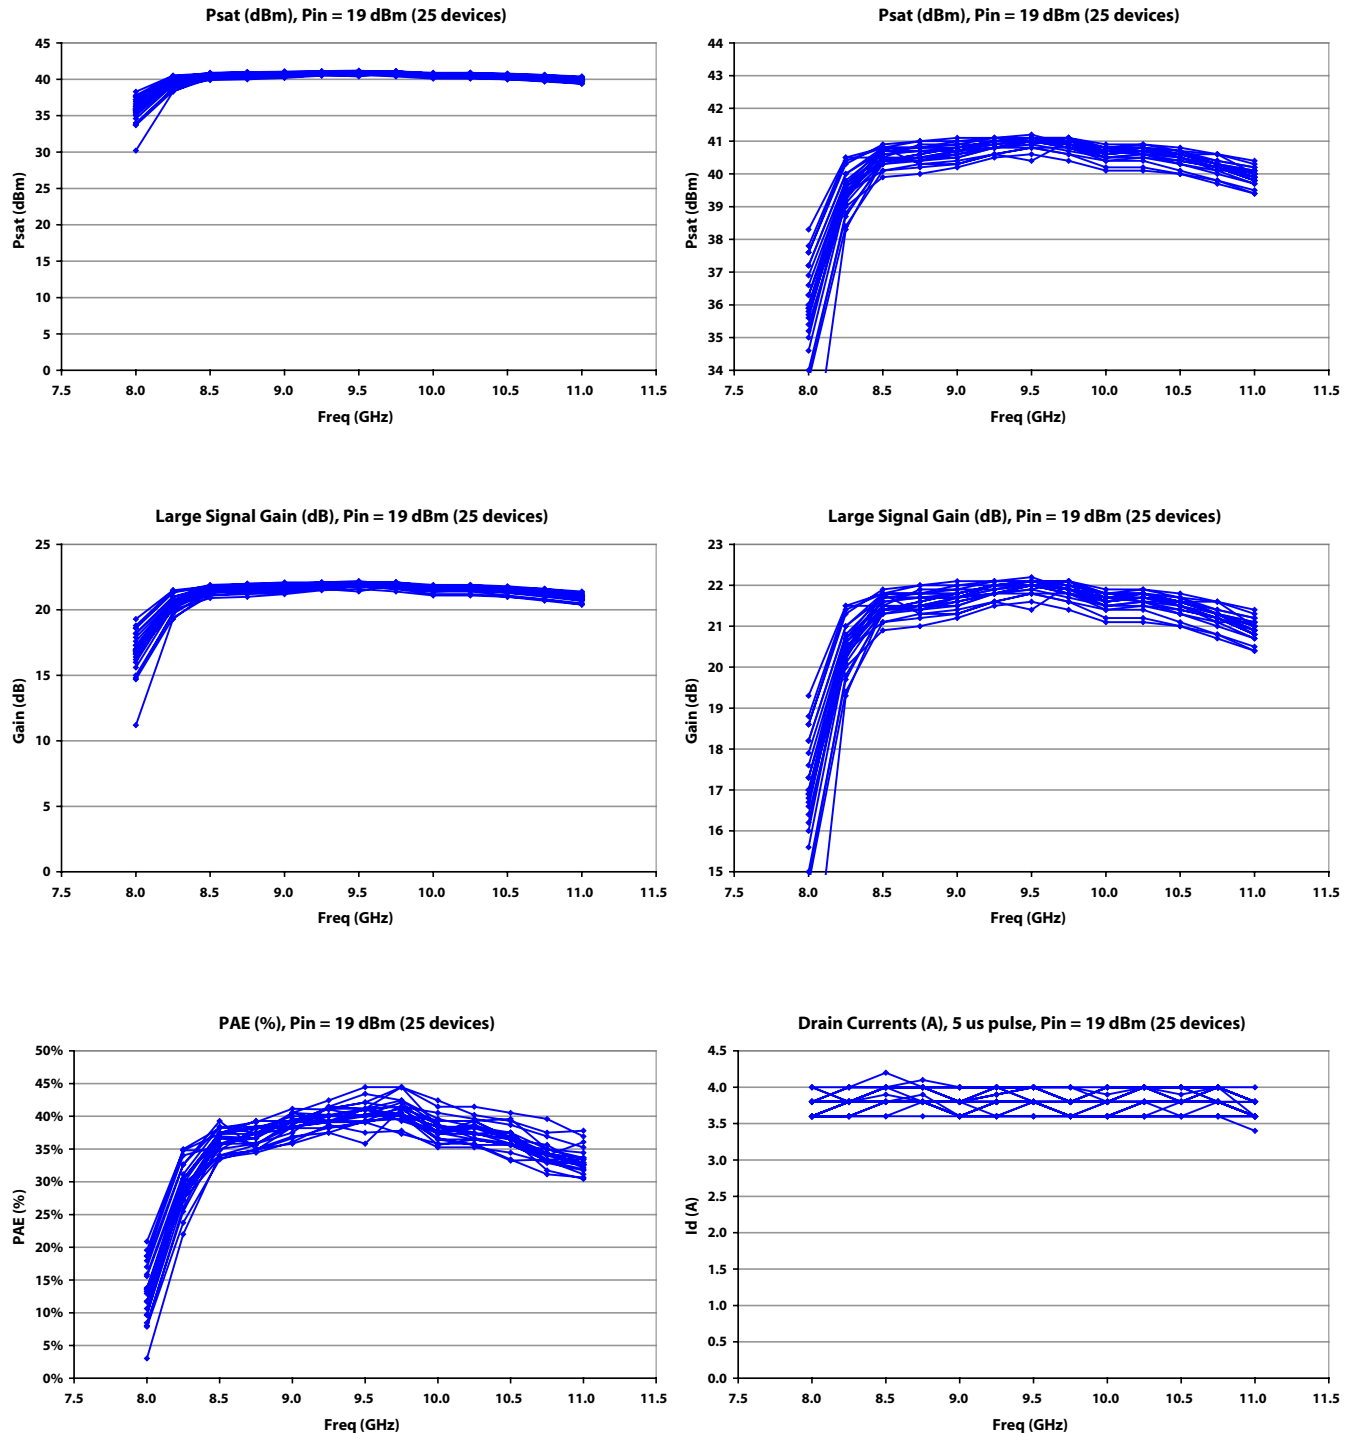 Psat (dBm), Pin = 19 dBm (25 devices)
45
40
35
30
25
20
15
10
5
0
Psat (dBm)
7.5 8.0 8.5 9.0 9.5 10.0 10.5 11.0 11.5
Freq (GHz)
Psat (dBm), Pin = 19 dBm (25 devices)
44
43
42
41
40
39
38
37
36
35
34
Psat (dBm)
7.5 8.0 8.5 9.0 9.5 10.0 10.5 11.0 11.5
Freq (GHz)
Large Signal Gain (dB), Pin = 19 dBm (25 devices)
25
20
15
10
5
0
Gain (dB)
7.5 8.0 8.5 9.0 9.5 10.0 10.5 11.0 11.5
Freq (GHz)
Large Signal Gain (dB), Pin = 19 dBm (25 devices)
23
22
21
20
19
18
17
16
15
Gain (dB)
7.5 8.0 8.5 9.0 9.5 10.0 10.5 11.0 11.5
Freq (GHz)
PAE (%), Pin = 19 dBm (25 devices)
50%
45%
40%
35%
30%
25%
20%
15%
10%
5%
0%
PAE (%)
7.5 8.0 8.5 9.0 9.5 10.0 10.5 11.0 11.5
Freq (GHz)
Drain Currents (A), 5 us pulse, Pin = 19 dBm (25 devices)
4.5
4.0
3.5
3.0
2.5
2.0
1.5
1.0
0.5
0.0
Id (A)
7.5 8.0 8.5 9.0 9.5 10.0 10.5 11.0 11.5
Freq (GHz)